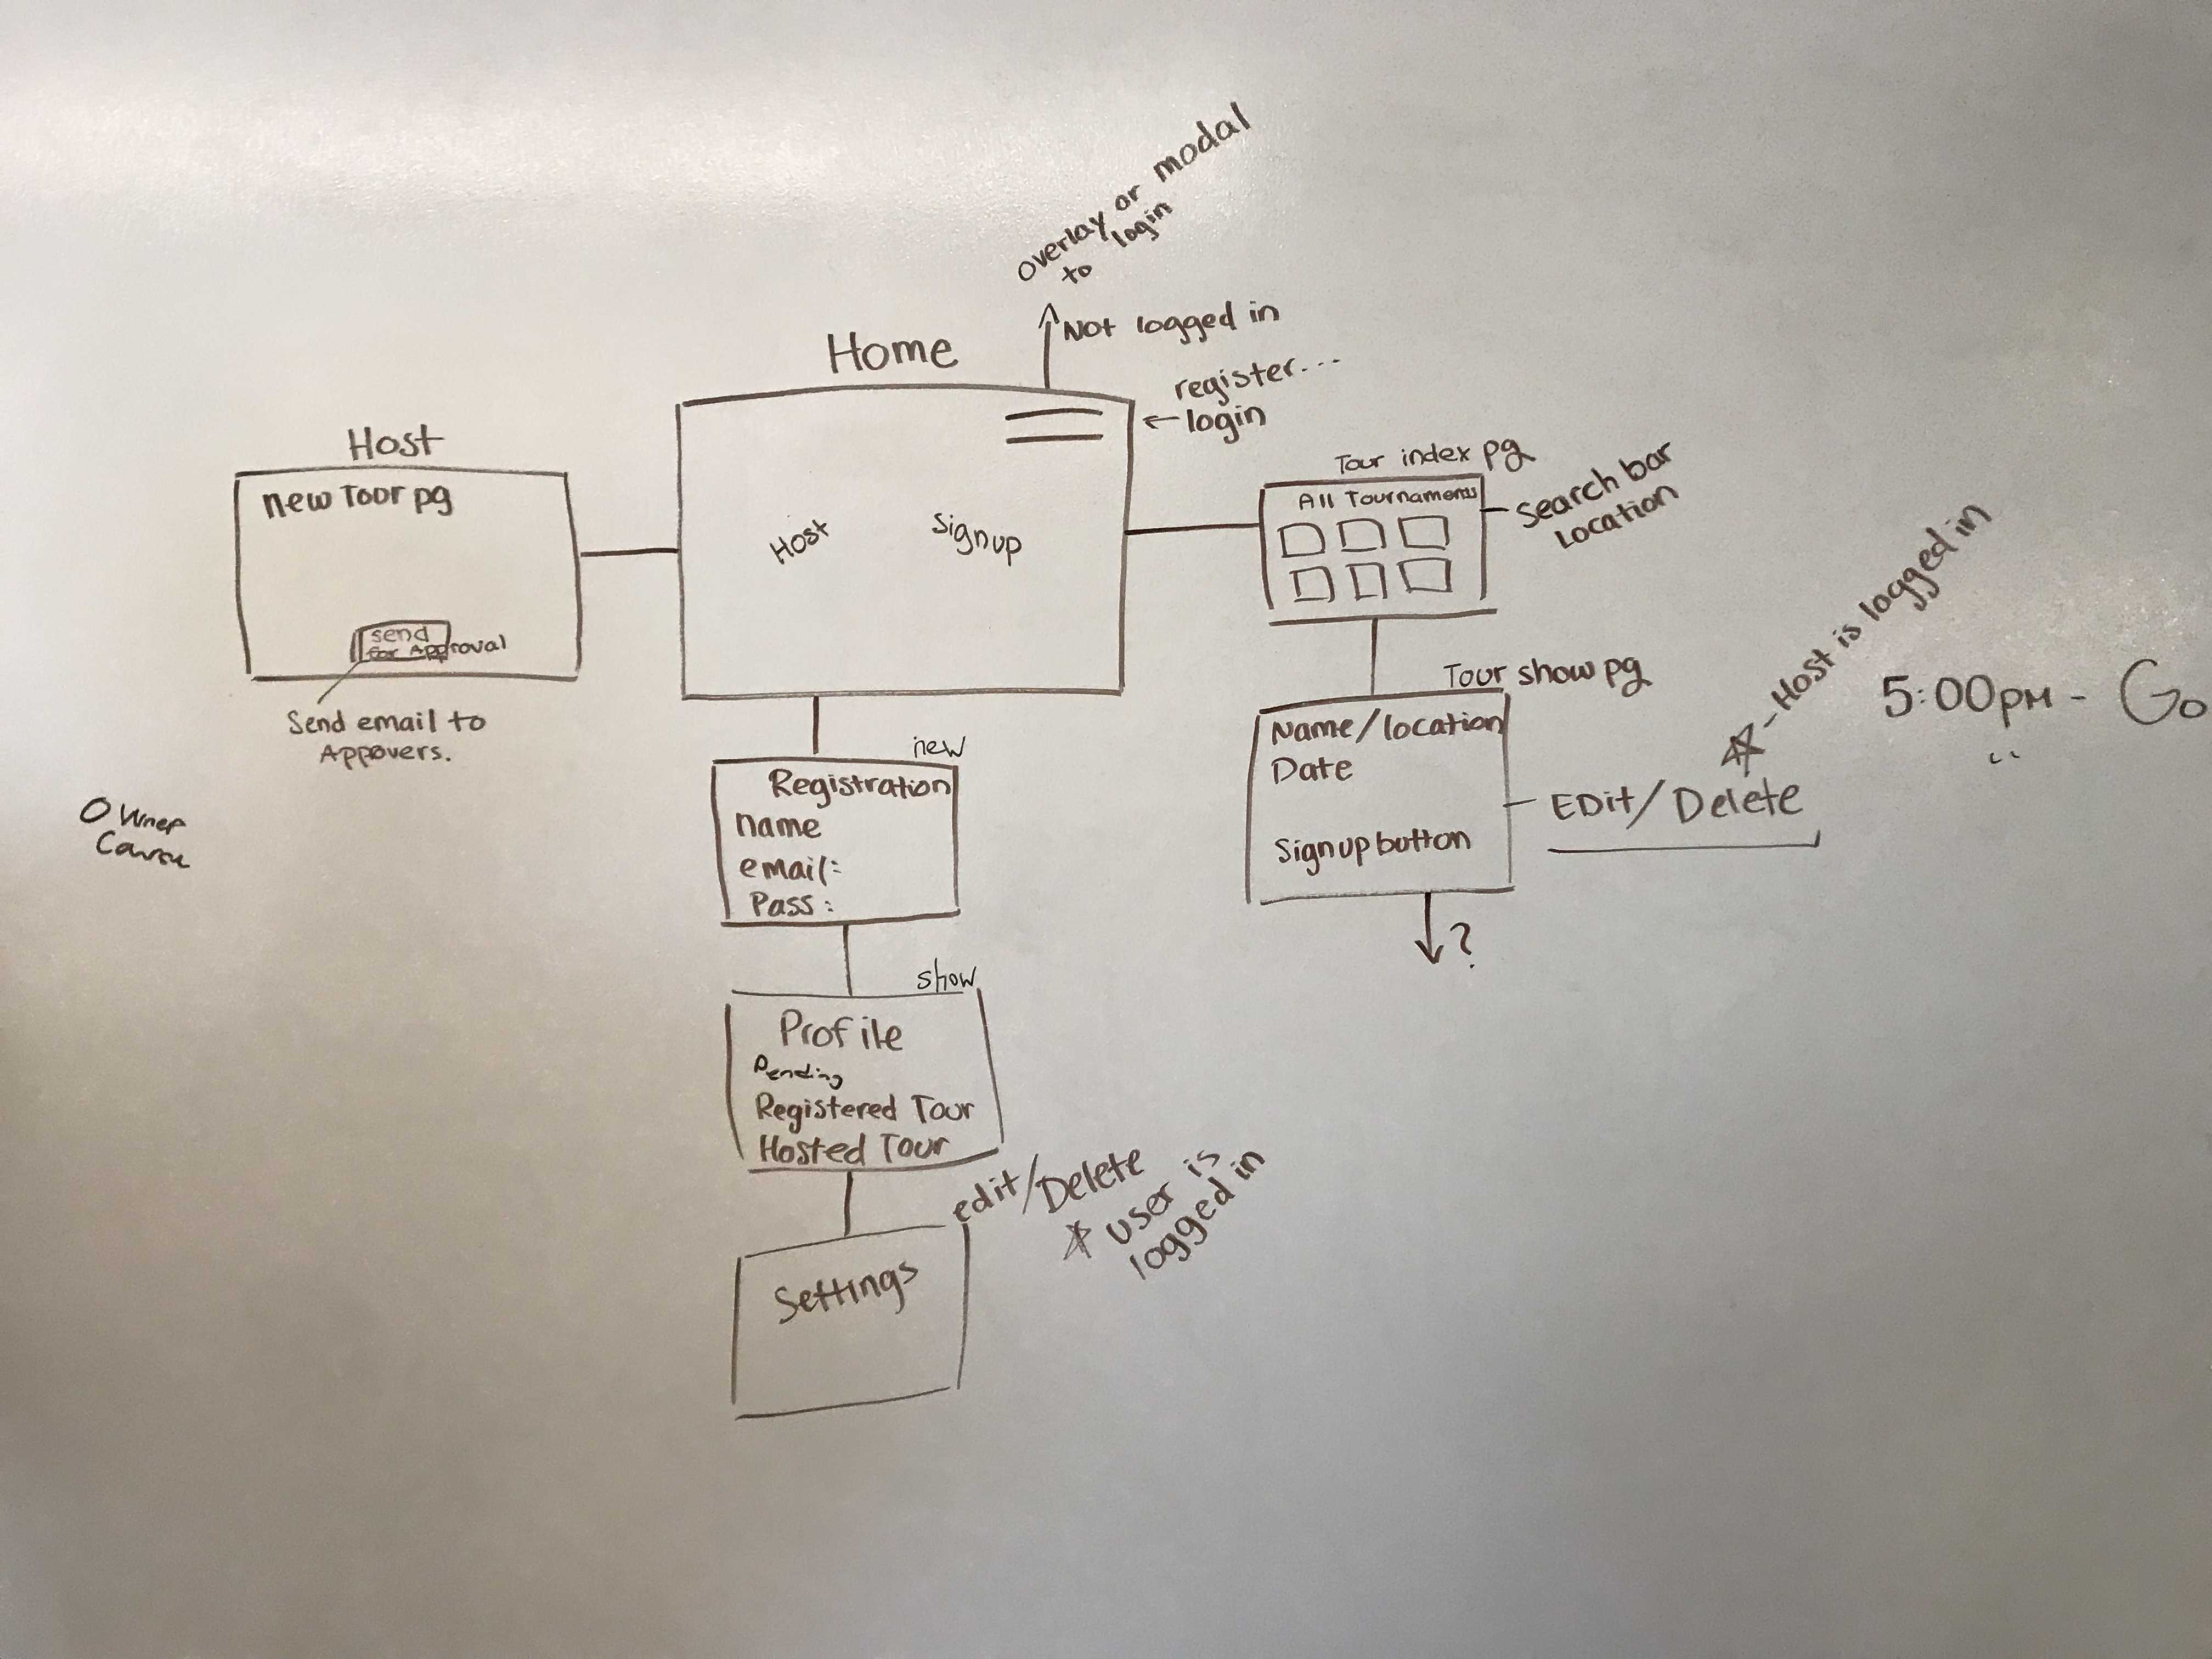 overlay or modal
to login
Not logged in
Home
register...
login
Host
new Tour pg
send
for Approval
Send email to
Appovers.
Host
Signup
Tour index pg
All Tournaments
Search bar
Location
Tour show pg
Name/location
Date
Signup button
?
EDit/Delete
Host is logged in
5:00pm - Go
new
Registration
name
email:
Pass:
show
Profile
Pending
Registered Tour
Hosted Tour
edit/Delete
user is
logged in
Settings
Owner